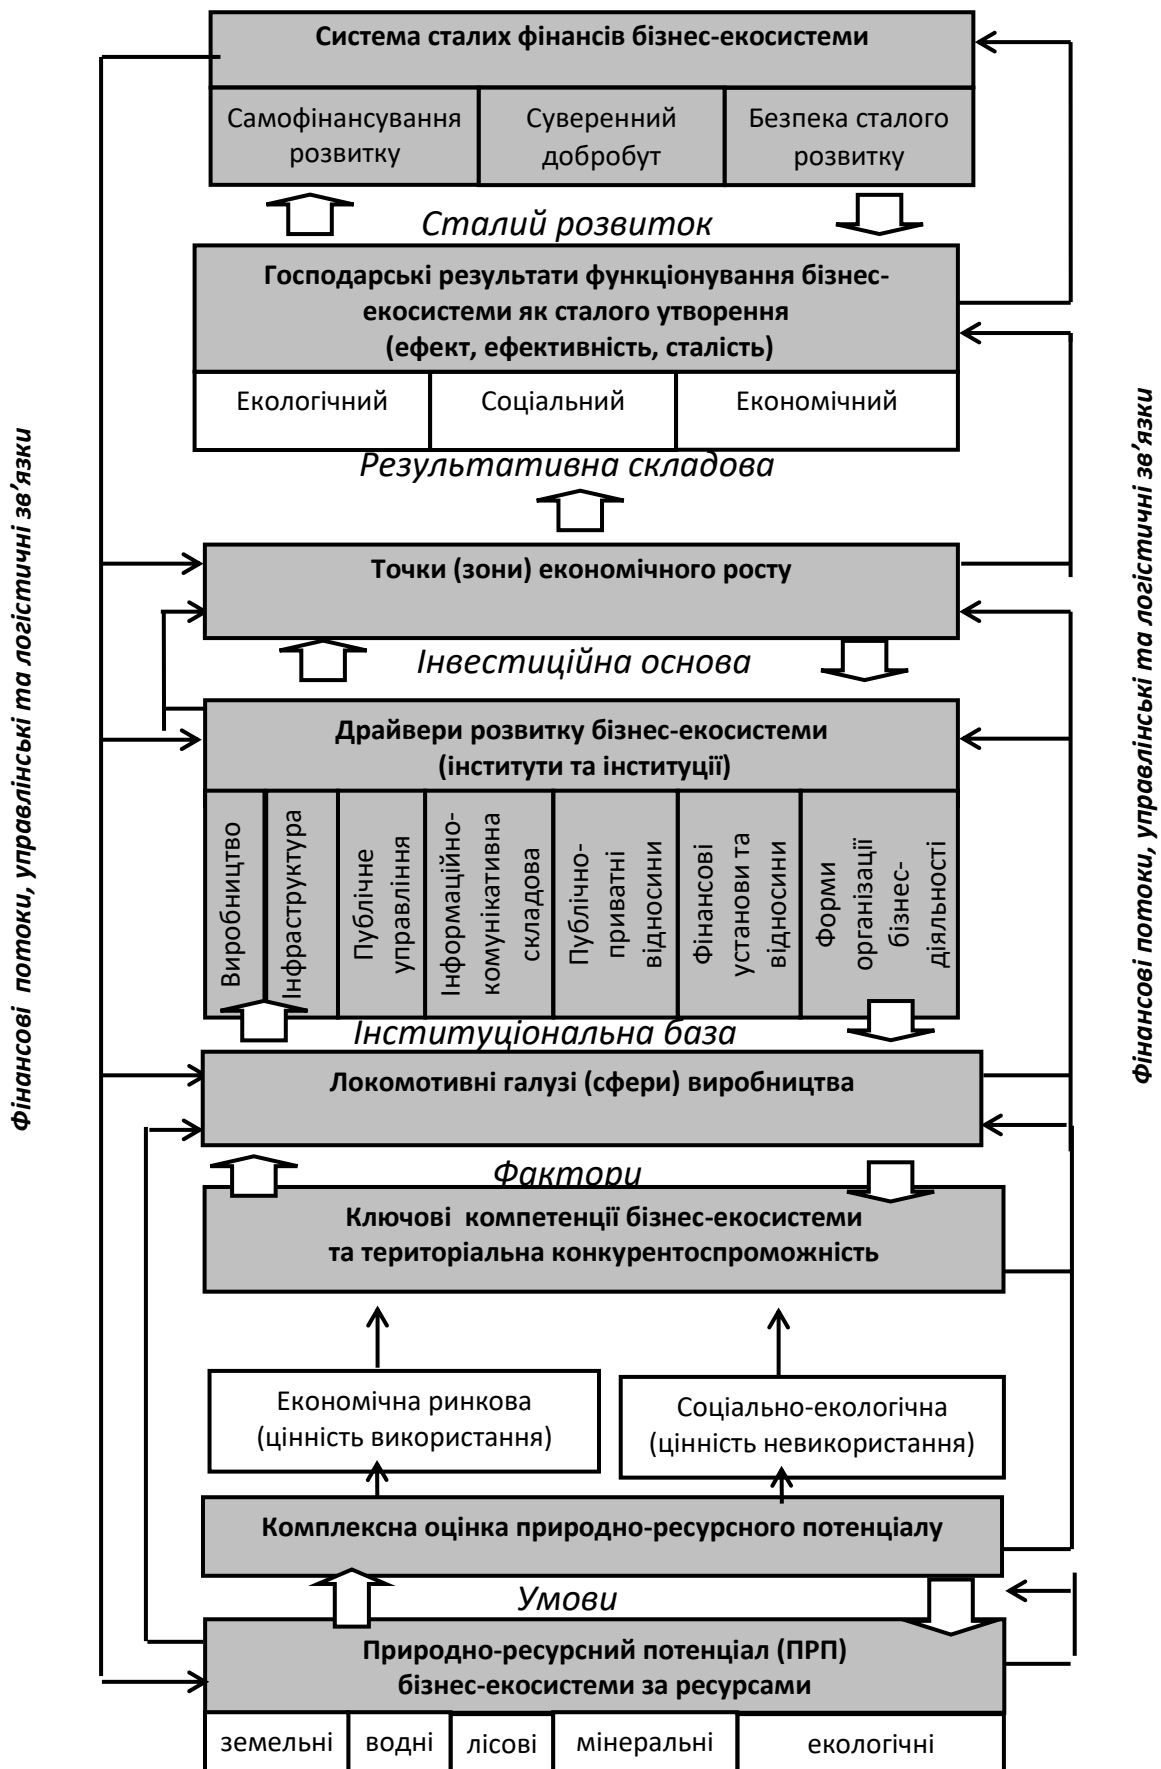 Система сталих фінансів бізнес-екосистеми
Самофінансування
розвитку
Суверенний
добробут
Безпека сталого
розвитку
Сталий розвиток
Господарські результати функціонування бізнес-
екосистеми як сталого утворення
(ефект, ефективність, сталість)
Екологічний
Соціальний
Економічний
Результативна складова
Точки (зони) економічного росту
Інвестиційна основа
Драйвери розвитку бізнес-екосистеми
(інститути та інституції)
Виробництво
Інфраструктура
Публічне
управління
Інформаційно-
комунікативна
складова
Публічно-
приватні
відносини
Фінансові
установи та
відносини
Форми
організації
бізнес-
діяльності
Інституціональна база
Локомотивні галузі (сфери) виробництва
Фактори
Ключові компетенції бізнес-екосистеми
та територіальна конкурентоспроможність
Економічна ринкова
(цінність використання)
Соціально-екологічна
(цінність невикористання)
Комплексна оцінка природно-ресурсного потенціалу
Умови
Природно-ресурсний потенціал (ПРП)
бізнес-екосистеми за ресурсами
земельні
водні
лісові
мінеральні
екологічні
Фінансові потоки, управлінські та логістичні зв’язки
Фінансові потоки, управлінські та логістичні зв’язки